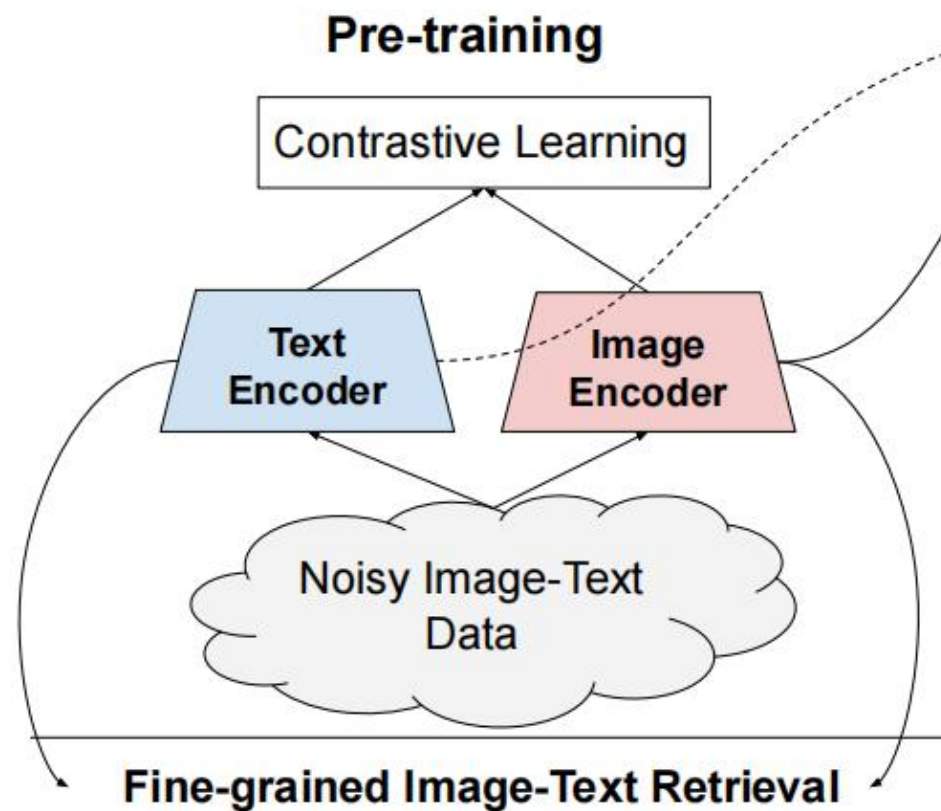 Pre-training
Contrastive Learning
Text
Encoder
Image
Encoder
Noisy Image-Text
Data
Fine-grained Image-Text Retrieval